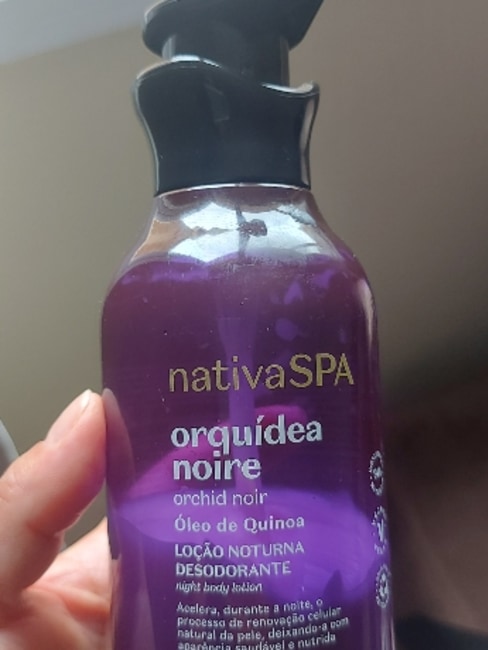 nativaSPA
orquídea
noire
orchid noir
Óleo de Quinoa
LOÇÃO NOTURNA
DESODORANTE
night body lotion
Acelera, durante a noite, o
processo de renovação celular
natural da pele, deixando-a com
aparência saudável e nutrida